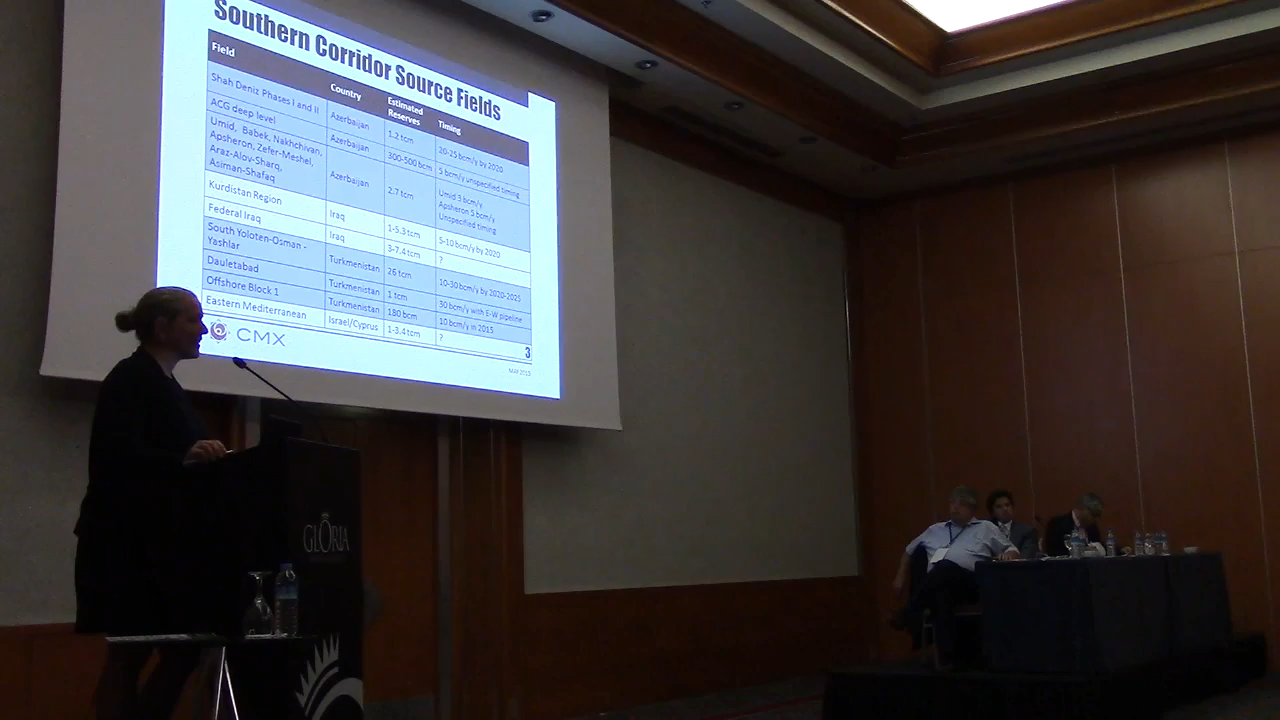 Southern Corridor Source Fields
Field Country Estimated Reserves Timing
Shah Deniz Phases I and II Azerbaijan 1.2 tcm 20-25 bcm/y by 2020
ACG deep level Azerbaijan 300-500 bcm 5 bcm/y unspecified timing
Umid, Babek, Nakhchivan, Apsheron, Zefer-Meshel, Araz-Alov-Sharq, Asiman-Shafaq Azerbaijan 2.7 tcm Umid 3 bcm/y Apsheron 5 bcm/y Unspecified timing
Kurdistan Region Iraq 1-5.3 tcm 5-10 bcm/y by 2020
Federal Iraq Iraq 3-7.4 tcm ?
South Yoloten-Osman - Yashlar Turkmenistan 26 tcm 10-30 bcm/y by 2020-2025
Dauletabad Turkmenistan 1 tcm 30 bcm/y with E-W pipeline
Offshore Block 1 Turkmenistan 180 bcm 10 bcm/y in 2015
Eastern Mediterranean Israel/Cyprus 1-3.4 tcm ?
CMX
3
GLORIA